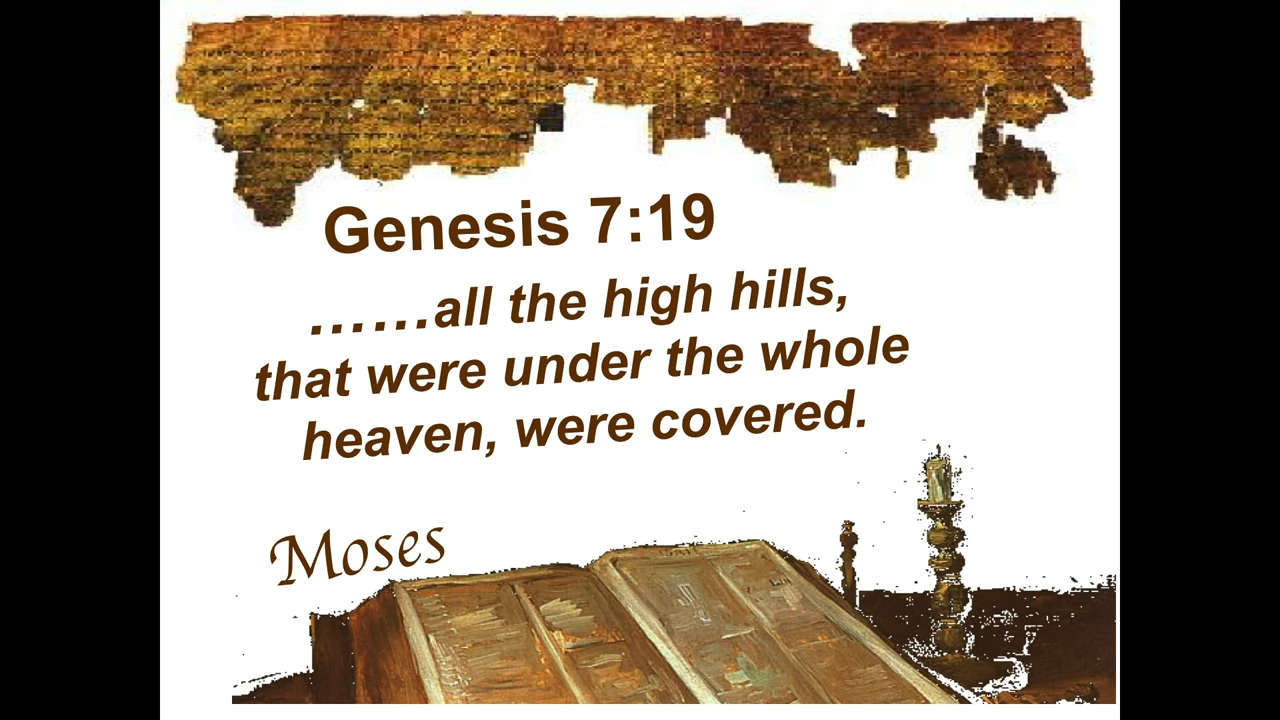 Genesis 7:19
……all the high hills,
that were under the whole
heaven, were covered.
Moses